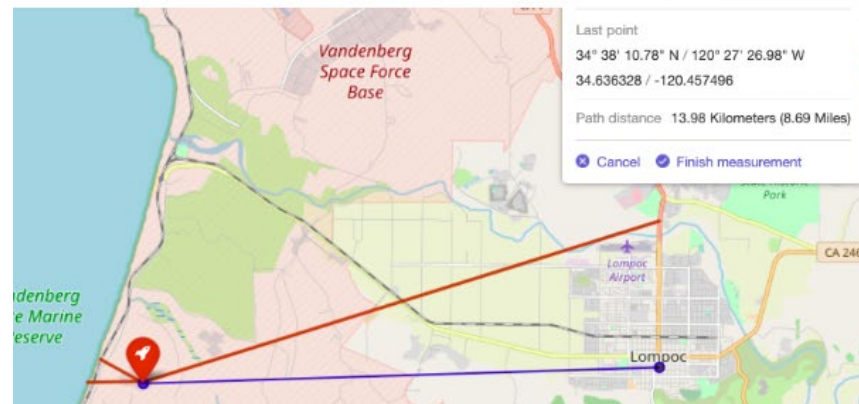 Vandenberg
Space Force
Base
Last point
34° 38' 10.78" N / 120° 27' 26.98" W
34.636328 / -120.457496
Path distance 13.98 Kilometers (8.69 Miles)
Cancel Finish measurement
Park
CA 246
Lompoc
Airport
ndenberg
te Marine
eserve
Lompoc